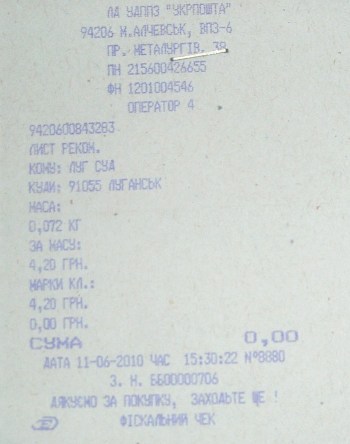 ЛД УДППЗ "УКРПОШТА"
94206 М.АЛЧЕВСЬК, ВПЗ-6
ПР. МЕТАЛУРГІВ, 38
ПН 215600426655
ФН 1201004546
ОПЕРАТОР 4
9420600843283
ЛИСТ РЕКОМ.
КОМУ: ЛУГ СУД
КУДИ: 91055 ЛУГАНСЬК
МАСА:
0,072 КГ
ЗА МАСУ:
4,20 ГРН.
МАРКИ КЛ.:
4,20 ГРН.
0,00 ГРН.
СУМА 0,00
ДАТА 11-06-2010 ЧАС 15:30:22 №8880
З. Н. ББ00000706
ДЯКУЄМО ЗА ПОКУПКУ, ЗАХОДЬТЕ ЩЕ !
ФІСКАЛЬНИЙ ЧЕК